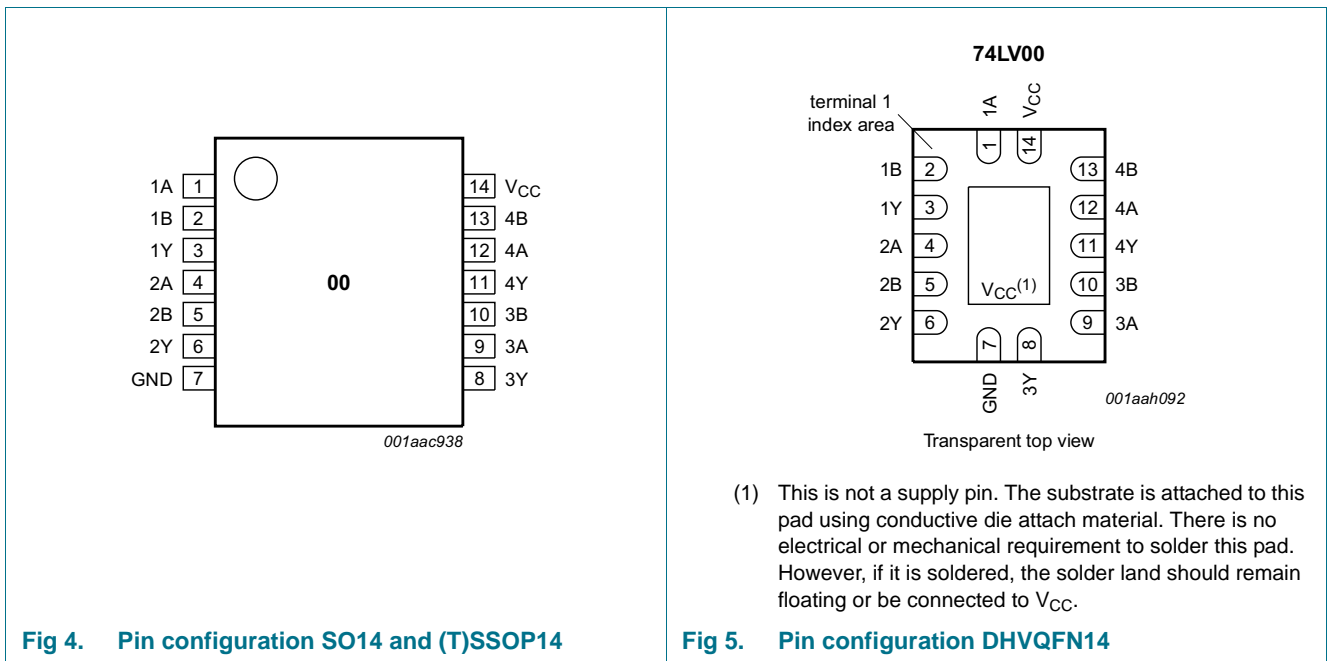 1A 1
1B 2
1Y 3
2A 4
2B 5
2Y 6
GND 7
00
14 VCC
13 4B
12 4A
11 4Y
10 3B
9 3A
8 3Y
001aac938
Fig 4. Pin configuration SO14 and (T)SSOP14
74LV00
terminal 1
index area
1A
VCC
1
14
1B 2
1Y 3
2A 4
2B 5
2Y 6
13 4B
12 4A
11 4Y
10 3B
9 3A
VCC(1)
7
8
GND
3Y
001aah092
Transparent top view
(1) This is not a supply pin. The substrate is attached to this
pad using conductive die attach material. There is no
electrical or mechanical requirement to solder this pad.
However, if it is soldered, the solder land should remain
floating or be connected to VCC.
Fig 5. Pin configuration DHVQFN14